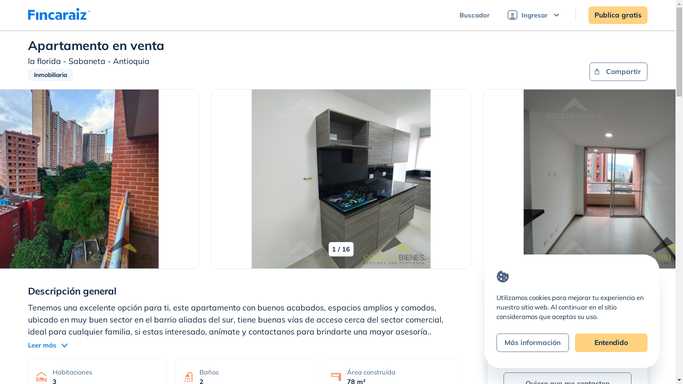 Fincaraiz
Buscador
Ingresar
Publica gratis
Apartamento en venta
la florida - Sabaneta - Antioquia
Inmobiliaria
Compartir
1 / 16
BIENES
Descripción general
Tenemos una excelente opción para ti, este apartamento con buenos acabados, espacios amplios y comodos,
ubicado en muy buen sector en el barrio aliadas del sur, tiene buenas vias de acceso cerca del sector comercial,
ideal para cualquier familia, si estas interesado, anímate y contactanos para brindarte una mayor asesoría..
Leer más
Utilizamos cookies para mejorar tu experiencia en
nuestro sitio web. Al continuar en el sitio
consideramos que aceptas su uso.
Más información
Entendido
Habitaciones
3
Baños
2
Área construida
78 m²
Quiero que me contacten